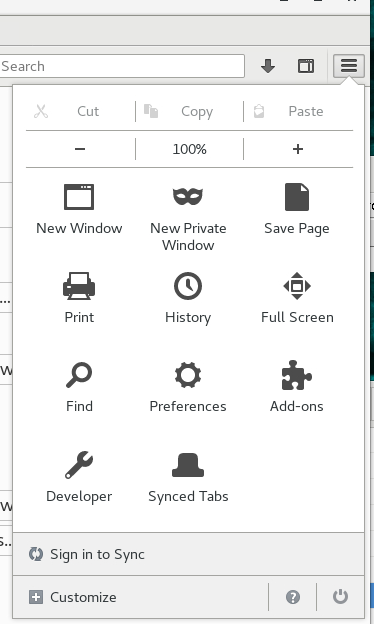 Search
Cut Copy Paste
− 100% +
New Window New Private Window Save Page
Print History Full Screen
Find Preferences Add-ons
Developer Synced Tabs
Sign in to Sync
Customize ?